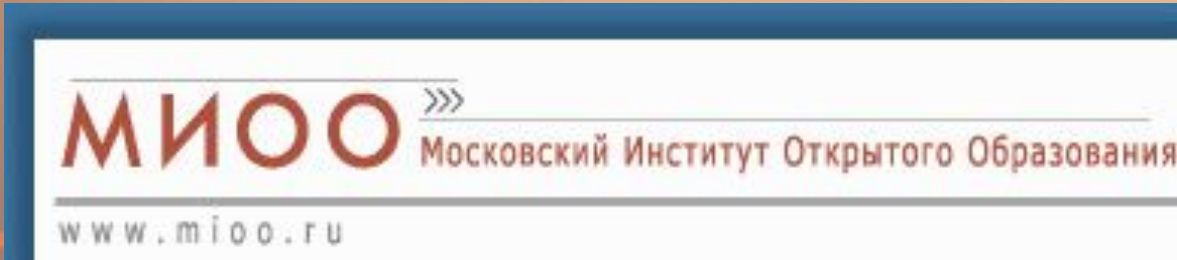 МИОО >>>
Московский Институт Открытого Образования
www.mioo.ru